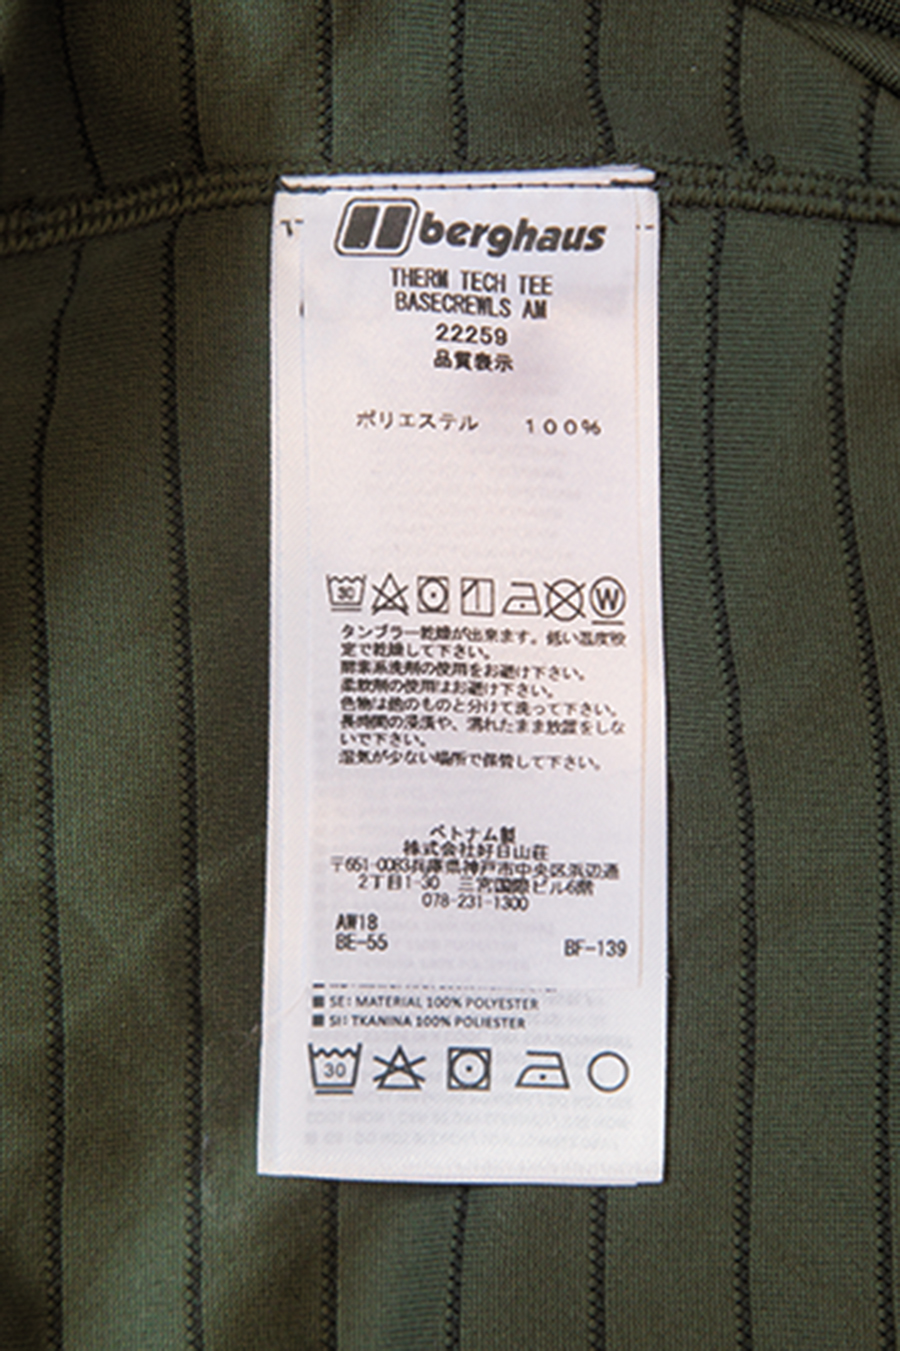 berghaus
THERM TECH TEE
BASECREWLS AM
22259
品質表示
ポリエステル 100%
30
W
タンブラー乾燥が出来ます。低い温度設
定で乾燥して下さい。
酵素系洗剤の使用をお避け下さい。
柔軟剤の使用はお避け下さい。
色物は他のものと分けて洗って下さい。
長時間の浸漬や、濡れたまま放置をしな
いで下さい。
湿気が少ない場所で保管して下さい。
ベトナム製
株式会社好日山荘
〒651-0083兵庫県神戸市中央区浜辺通
2丁目1-30 三宮国際ビル6階
078-231-1300
AW18
BE-55 BF-139
SE: MATERIAL 100% POLYESTER
SI: TKANINA 100% POLIESTER
30